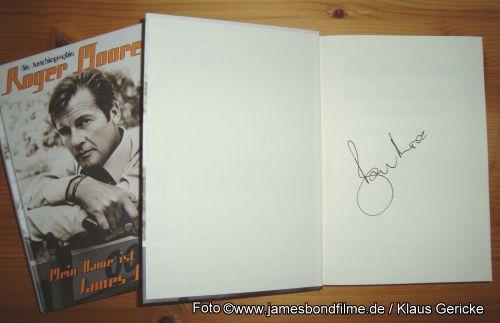 Die Autobiographie
Roger Moore
Mein Name ist
James
Foto ©www.jamesbondfilme.de / Klaus Gericke